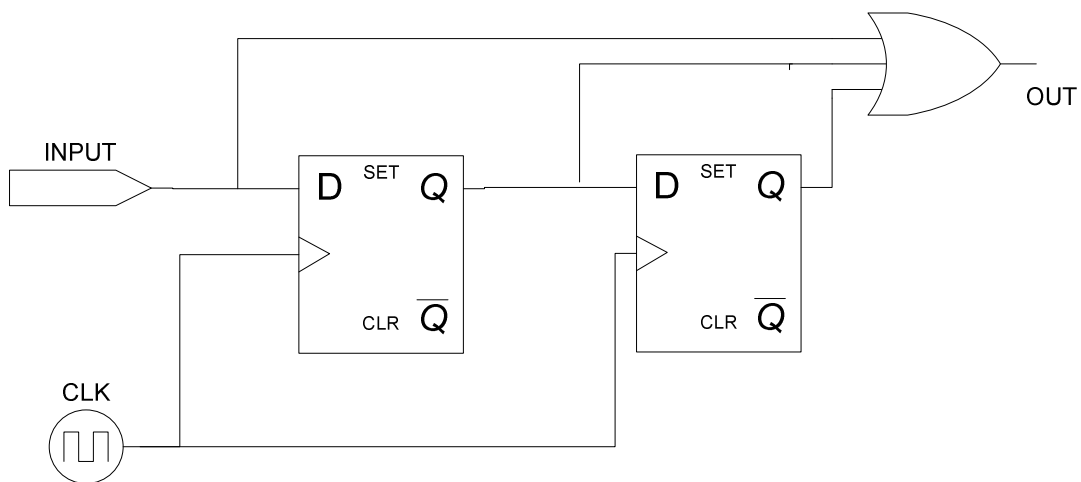 OUT
INPUT
D SET Q
CLR Q̅
D SET Q
CLR Q̅
CLK